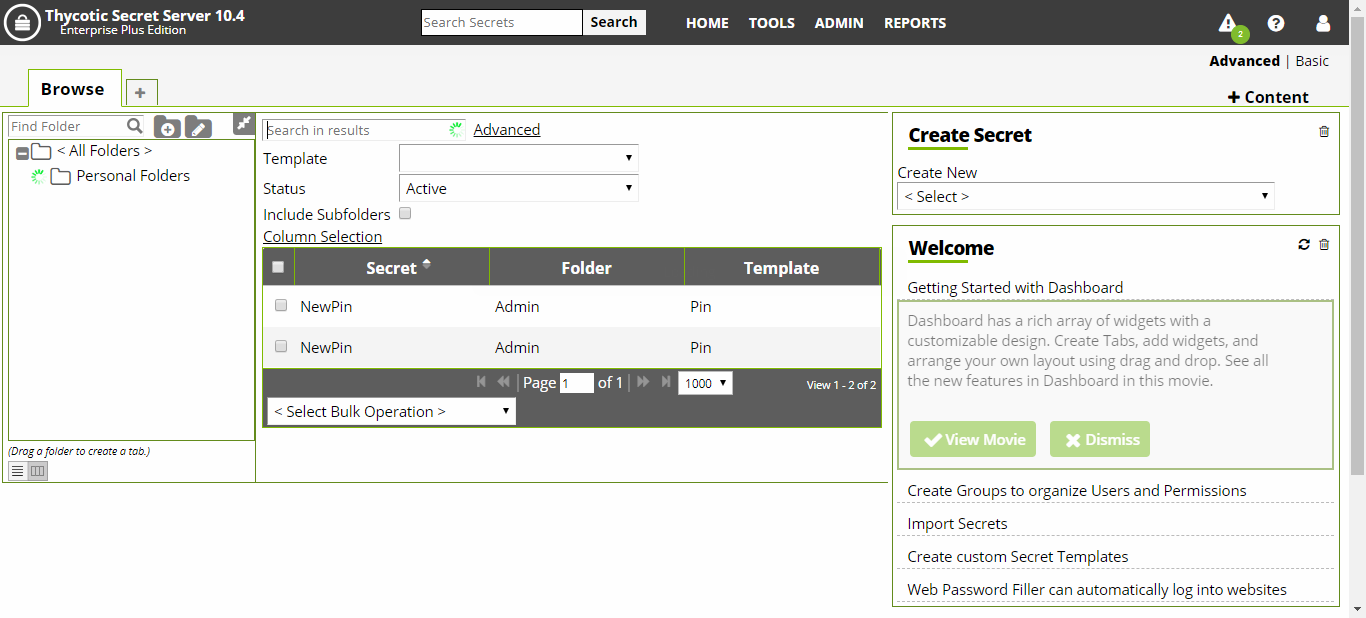 Thycotic Secret Server 10.4
Enterprise Plus Edition
Search Secrets
Search
HOME TOOLS ADMIN REPORTS
2
Advanced | Basic
Browse
+
+ Content
Find Folder
< All Folders >
Personal Folders
(Drag a folder to create a tab.)
Search in results
Advanced
Template
Status Active
Include Subfolders
Column Selection
Secret Folder Template
NewPin Admin Pin
NewPin Admin Pin
Page 1 of 1 1000 View 1 - 2 of 2
< Select Bulk Operation >
Create Secret
Create New
< Select >
Welcome
Getting Started with Dashboard
Dashboard has a rich array of widgets with a
customizable design. Create Tabs, add widgets, and
arrange your own layout using drag and drop. See all
the new features in Dashboard in this movie.
View Movie Dismiss
Create Groups to organize Users and Permissions
Import Secrets
Create custom Secret Templates
Web Password Filler can automatically log into websites